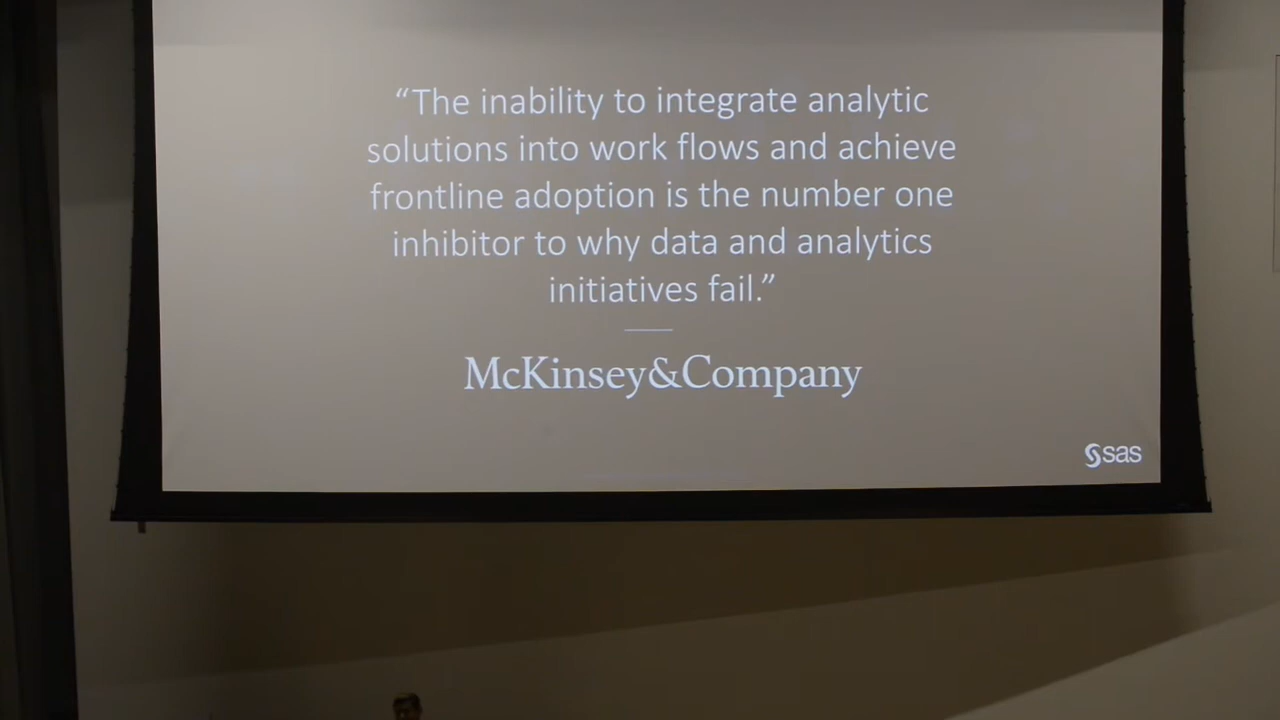 “The inability to integrate analytic
solutions into work flows and achieve
frontline adoption is the number one
inhibitor to why data and analytics
initiatives fail.”
McKinsey&Company
sas